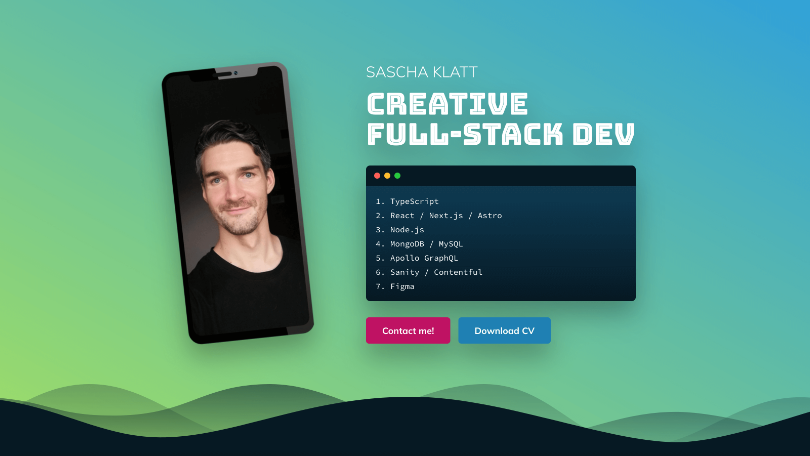 SASCHA KLATT
CREATIVE
FULL-STACK DEV
1. TypeScript
2. React / Next.js / Astro
3. Node.js
4. MongoDB / MySQL
5. Apollo GraphQL
6. Sanity / Contentful
7. Figma
Contact me! Download CV